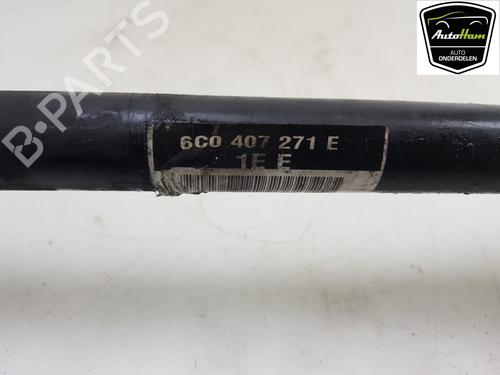 AutoHam
AUTO
ONDERDELEN
B-PARTS
6C0 407 271 E
1E E